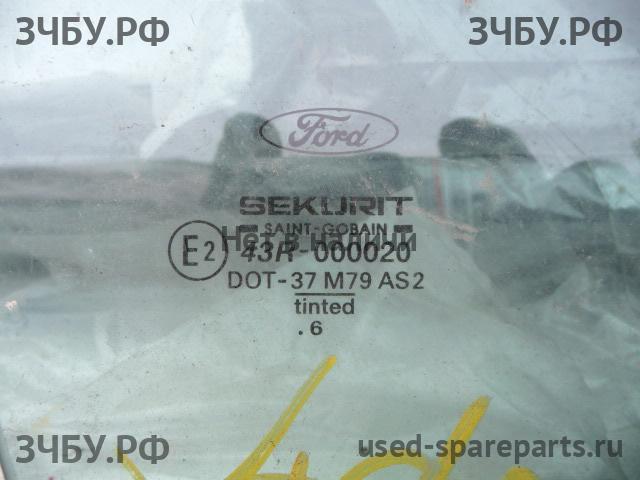 ЗЧБУ.РФ ЗЧБУ.РФ
Ford
SEKURIT
SAINT-GOBAIN
Нет в наличии
E2 43R-000020
DOT-37 M79 AS2
tinted
.6
ЗЧБУ.РФ used-spareparts.ru